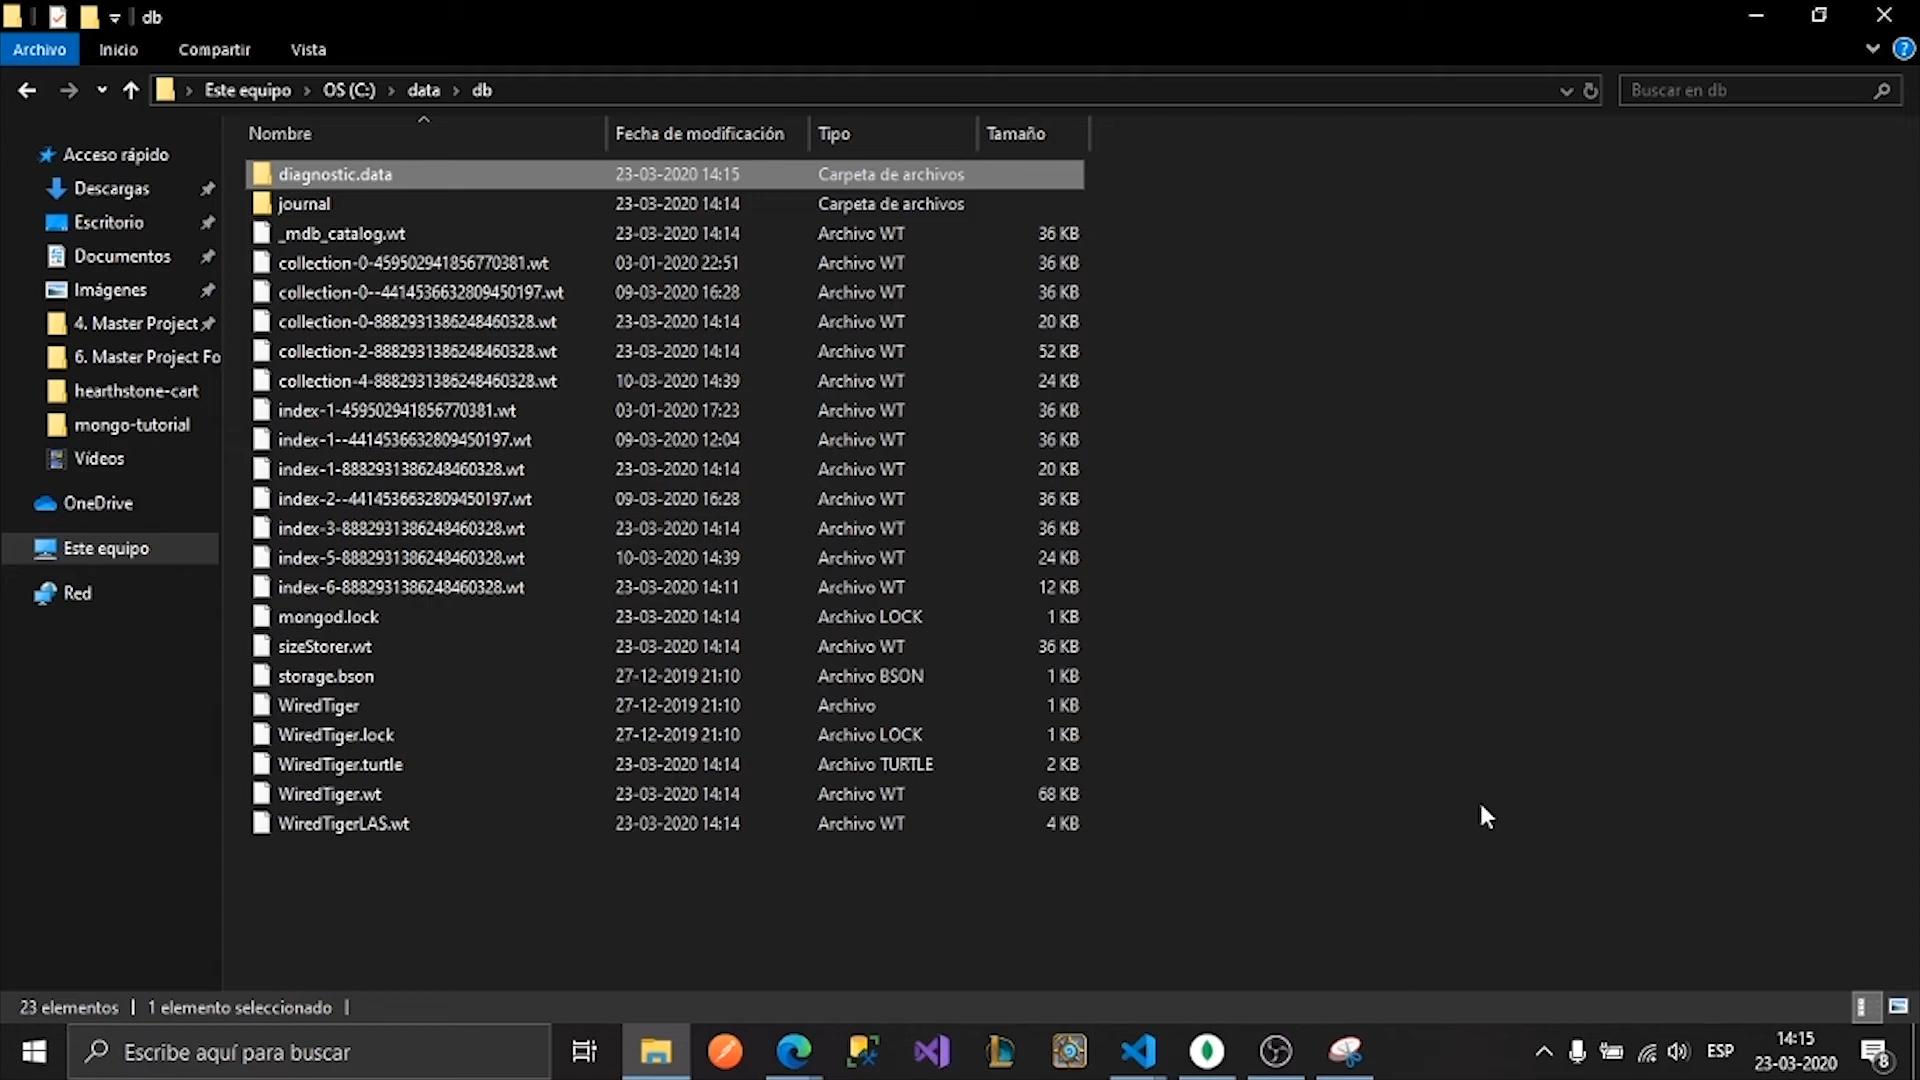 db
Archivo Inicio Compartir Vista
Este equipo OS (C:) data db
Buscar en db
Nombre Fecha de modificación Tipo Tamaño
Acceso rápido
Descargas
Escritorio
Documentos
Imágenes
4. Master Project
6. Master Project Fo
hearthstone-cart
mongo-tutorial
Vídeos
OneDrive
Este equipo
Red
diagnostic.data 23-03-2020 14:15 Carpeta de archivos
journal 23-03-2020 14:14 Carpeta de archivos
_mdb_catalog.wt 23-03-2020 14:14 Archivo WT 36 KB
collection-0-459502941856770381.wt 03-01-2020 22:51 Archivo WT 36 KB
collection-0--4414536632809450197.wt 09-03-2020 16:28 Archivo WT 36 KB
collection-0-8882931386248460328.wt 23-03-2020 14:14 Archivo WT 20 KB
collection-2-8882931386248460328.wt 23-03-2020 14:14 Archivo WT 52 KB
collection-4-8882931386248460328.wt 10-03-2020 14:39 Archivo WT 24 KB
index-1-459502941856770381.wt 03-01-2020 17:23 Archivo WT 36 KB
index-1--4414536632809450197.wt 09-03-2020 12:04 Archivo WT 36 KB
index-1-8882931386248460328.wt 23-03-2020 14:14 Archivo WT 20 KB
index-2--4414536632809450197.wt 09-03-2020 16:28 Archivo WT 36 KB
index-3-8882931386248460328.wt 23-03-2020 14:14 Archivo WT 36 KB
index-5-8882931386248460328.wt 10-03-2020 14:39 Archivo WT 24 KB
index-6-8882931386248460328.wt 23-03-2020 14:11 Archivo WT 12 KB
mongod.lock 23-03-2020 14:14 Archivo LOCK 1 KB
sizeStorer.wt 23-03-2020 14:14 Archivo WT 36 KB
storage.bson 27-12-2019 21:10 Archivo BSON 1 KB
WiredTiger 27-12-2019 21:10 Archivo 1 KB
WiredTiger.lock 27-12-2019 21:10 Archivo LOCK 1 KB
WiredTiger.turtle 23-03-2020 14:14 Archivo TURTLE 2 KB
WiredTiger.wt 23-03-2020 14:14 Archivo WT 68 KB
WiredTigerLAS.wt 23-03-2020 14:14 Archivo WT 4 KB
23 elementos 1 elemento seleccionado
Escribe aquí para buscar
ESP
14:15
23-03-2020
8